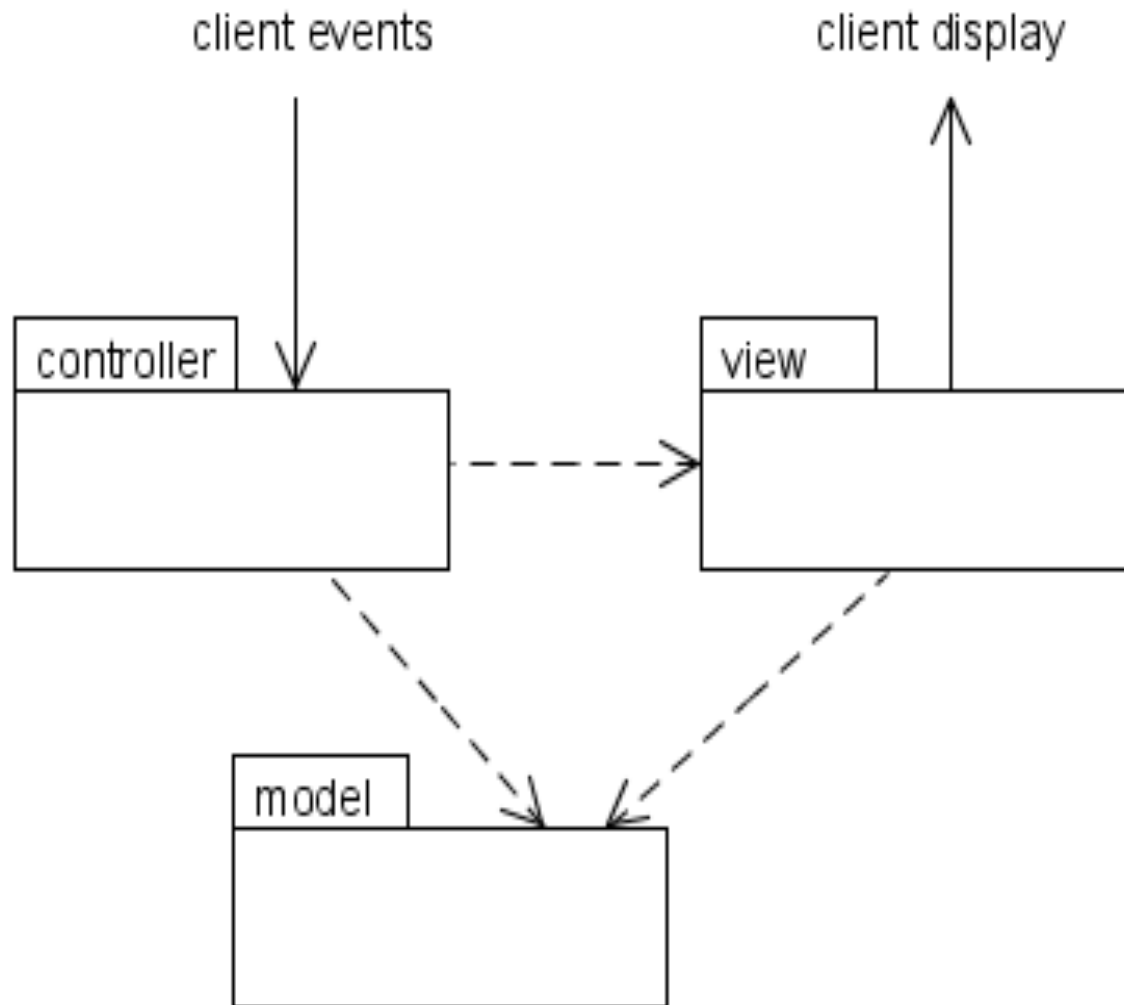 client events
client display
controller
view
model